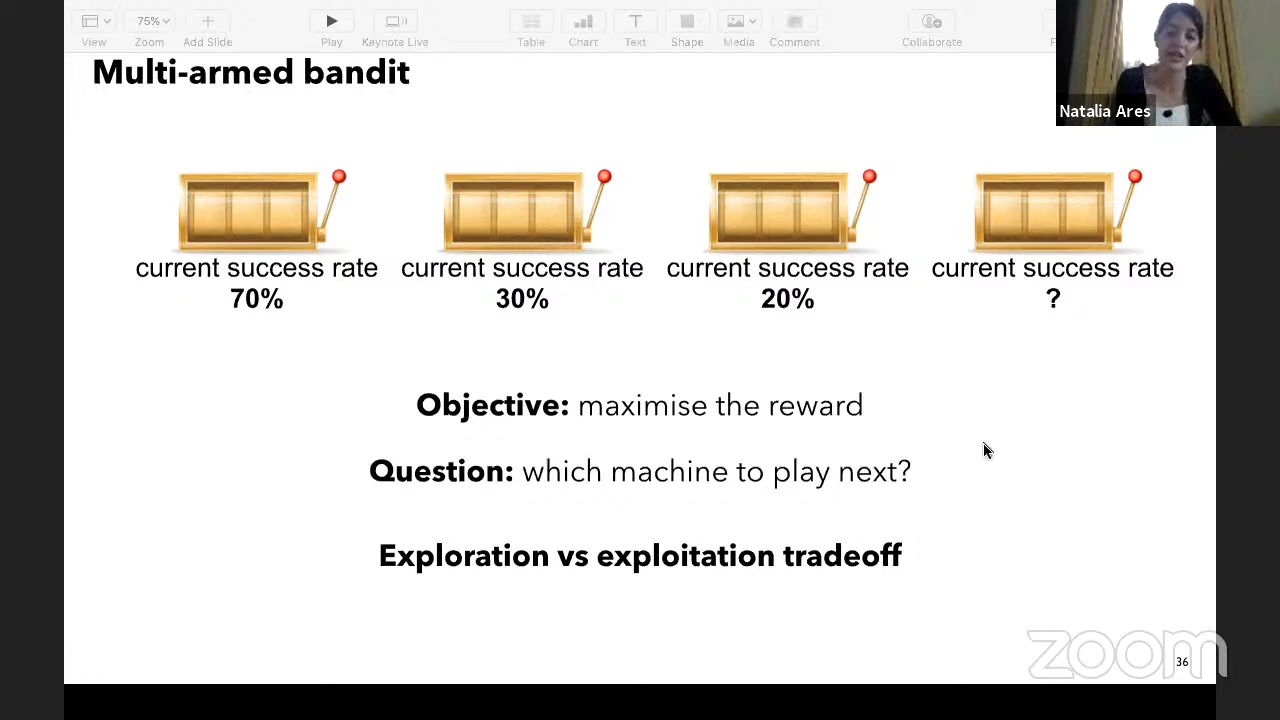 75%
View
Zoom
Add Slide
Play
Keynote Live
Table
Chart
Text
Shape
Media
Comment
Collaborate
Natalia Ares
Multi-armed bandit
current success rate
70%
current success rate
30%
current success rate
20%
current success rate
?
Objective: maximise the reward
Question: which machine to play next?
Exploration vs exploitation tradeoff
zoom
36